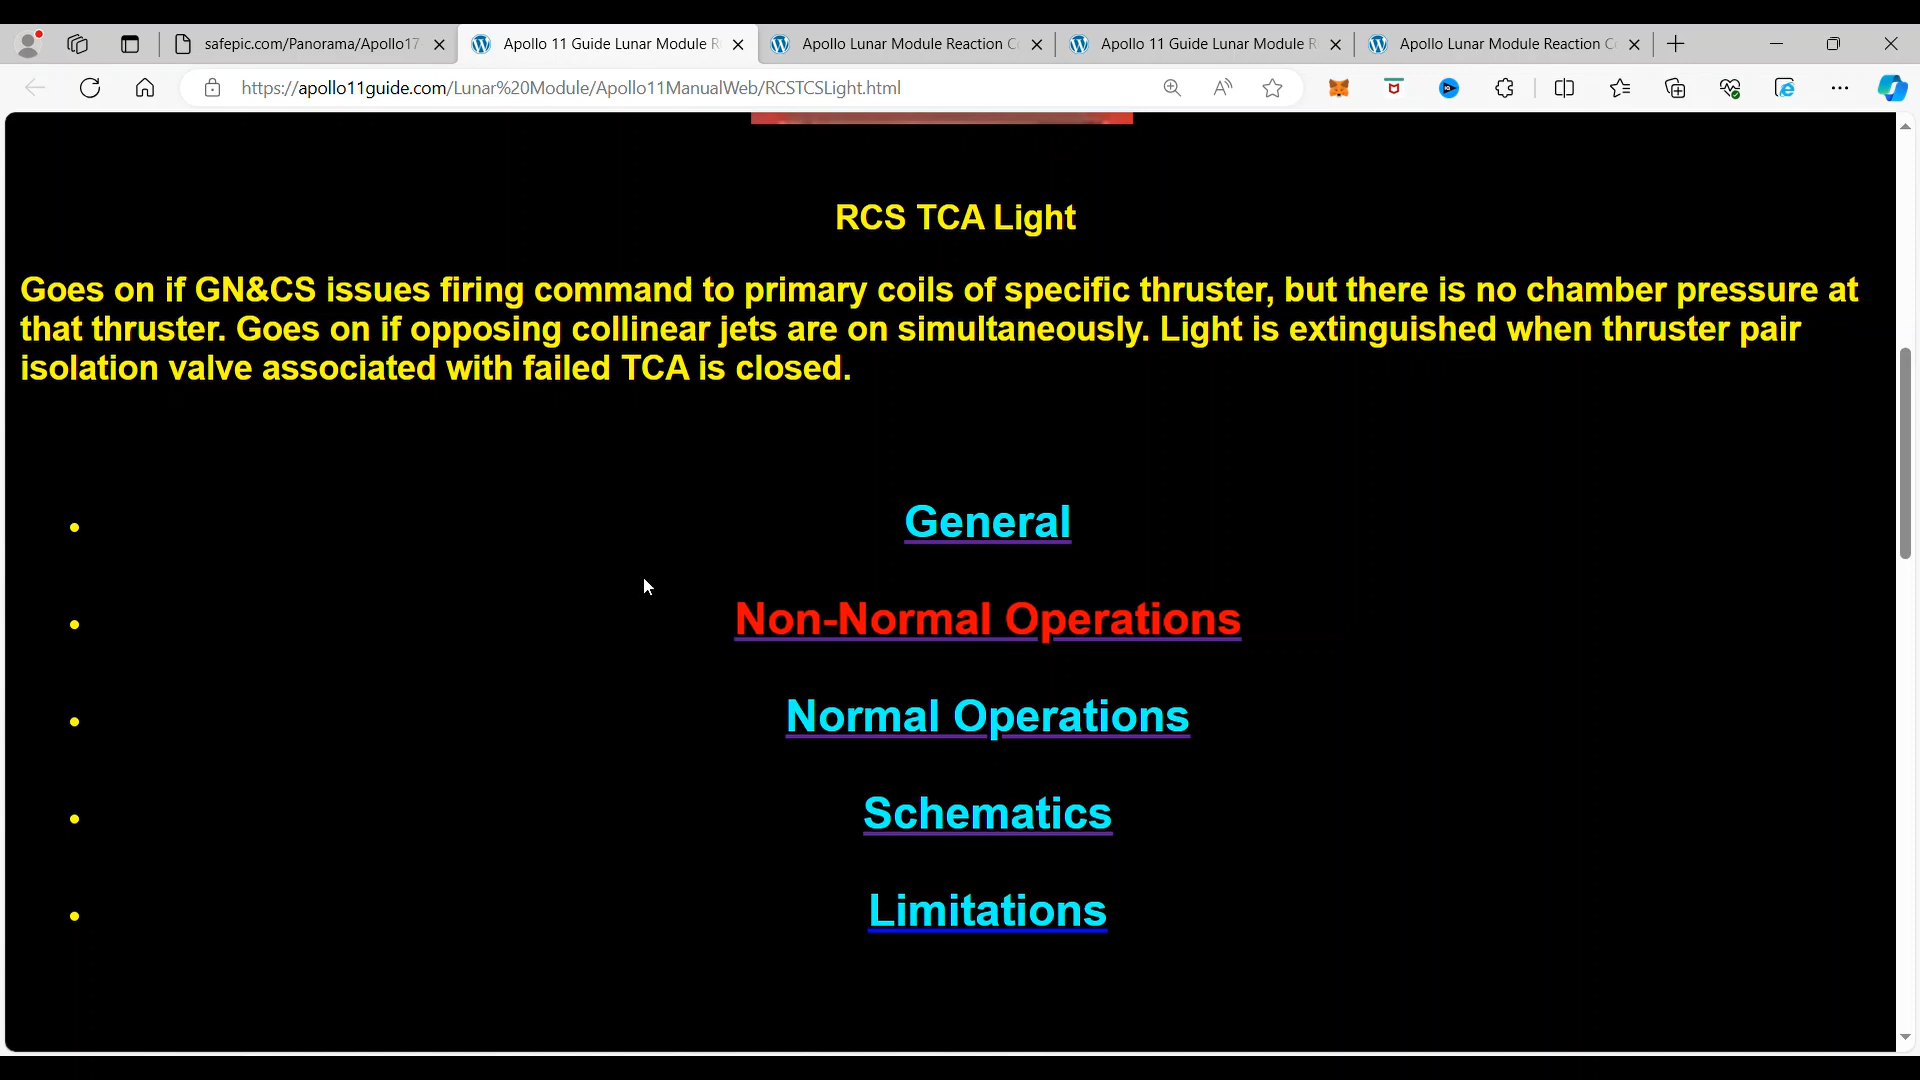 safepic.com/Panorama/Apollo17
Apollo 11 Guide Lunar Module R
Apollo Lunar Module Reaction C
Apollo 11 Guide Lunar Module R
Apollo Lunar Module Reaction C
https://apollo11guide.com/Lunar%20Module/Apollo11ManualWeb/RCSTCSLight.html
RCS TCA Light
Goes on if GN&CS issues firing command to primary coils of specific thruster, but there is no chamber pressure at
that thruster. Goes on if opposing collinear jets are on simultaneously. Light is extinguished when thruster pair
isolation valve associated with failed TCA is closed.
General
Non-Normal Operations
Normal Operations
Schematics
Limitations